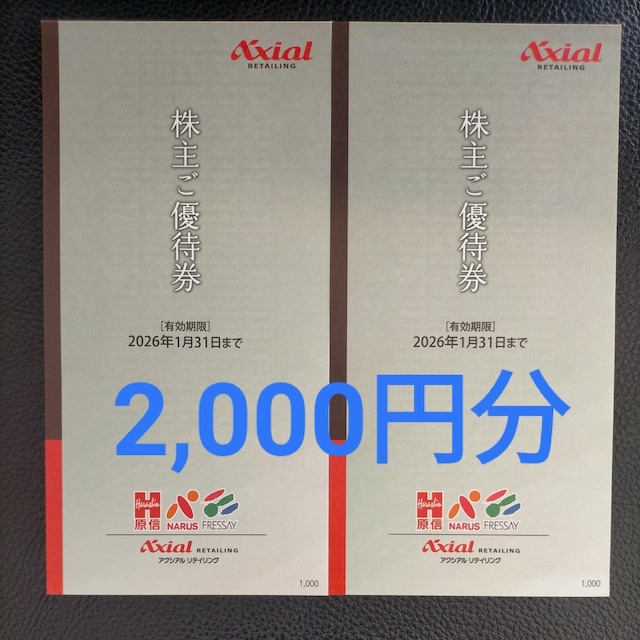 Axial
RETAILING
株主ご優待券
[有効期限]
2026年1月31日まで
Harashin
原信
NARUS
FRESSAY
Axial RETAILING
アクシアル リテイリング
1,000
Axial
RETAILING
株主ご優待券
[有効期限]
2026年1月31日まで
Harashin
原信
NARUS
FRESSAY
Axial RETAILING
アクシアル リテイリング
1,000
2,000円分